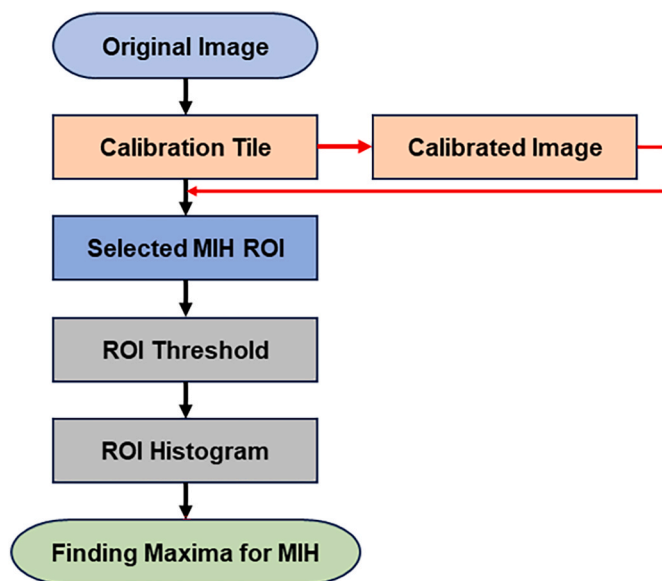 Original Image
Calibration Tile
Calibrated Image
Selected MIH ROI
ROI Threshold
ROI Histogram
Finding Maxima for MIH